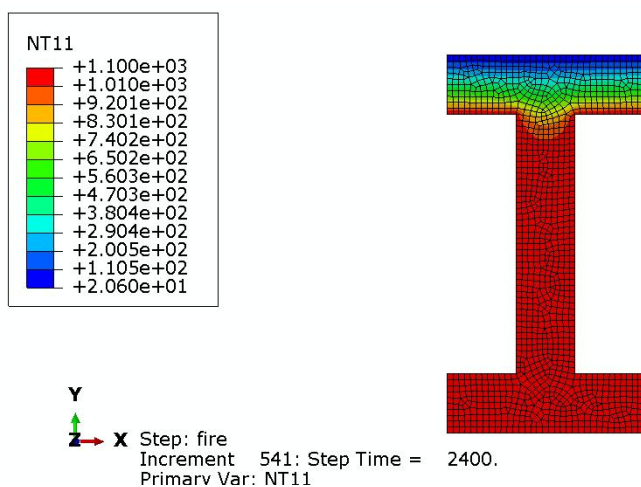 NT11
+1.100e+03
+1.010e+03
+9.201e+02
+8.301e+02
+7.402e+02
+6.502e+02
+5.603e+02
+4.703e+02
+3.804e+02
+2.904e+02
+2.005e+02
+1.105e+02
+2.060e+01
Y
Z X
Step: fire
Increment 541: Step Time = 2400.
Primary Var: NT11